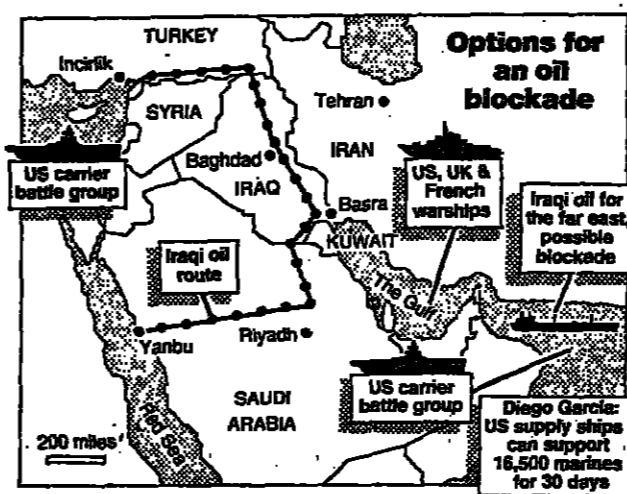 Options for
an oil
blockade
TURKEY
Incirlik
SYRIA
Tehran
IRAN
Baghdad
IRAQ
US carrier
battle group
US, UK &
French
warships
Basra
KUWAIT
Iraqi oil for
the far east,
possible
blockade
Iraqi oil
route
The Gulf
Yanbu
Riyadh
US carrier
battle group
SAUDI
ARABIA
Red Sea
200 miles
Diego Garcia:
US supply ships
can support
16,500 marines
for 30 days